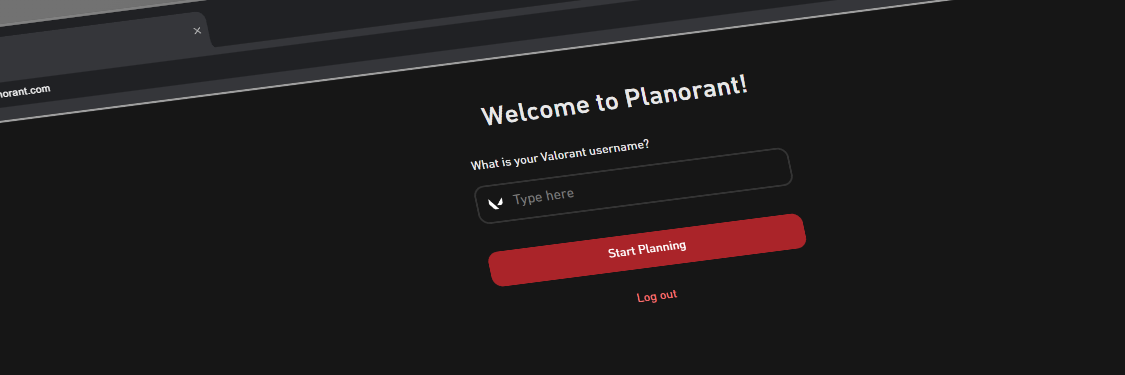 norant.com
Welcome to Planorant!
What is your Valorant username?
Type here
Start Planning
Log out